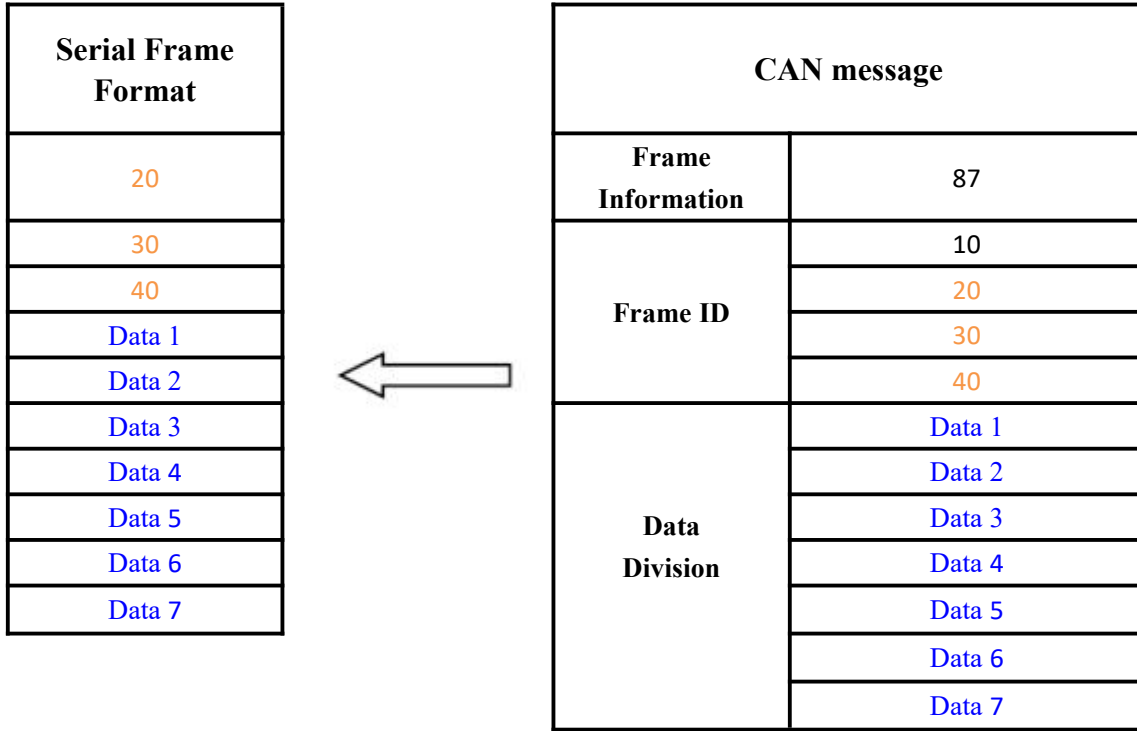 Serial Frame
Format
20
30
40
Data 1
Data 2
Data 3
Data 4
Data 5
Data 6
Data 7
CAN message
Frame
Information
87
Frame ID
10
20
30
40
Data
Division
Data 1
Data 2
Data 3
Data 4
Data 5
Data 6
Data 7